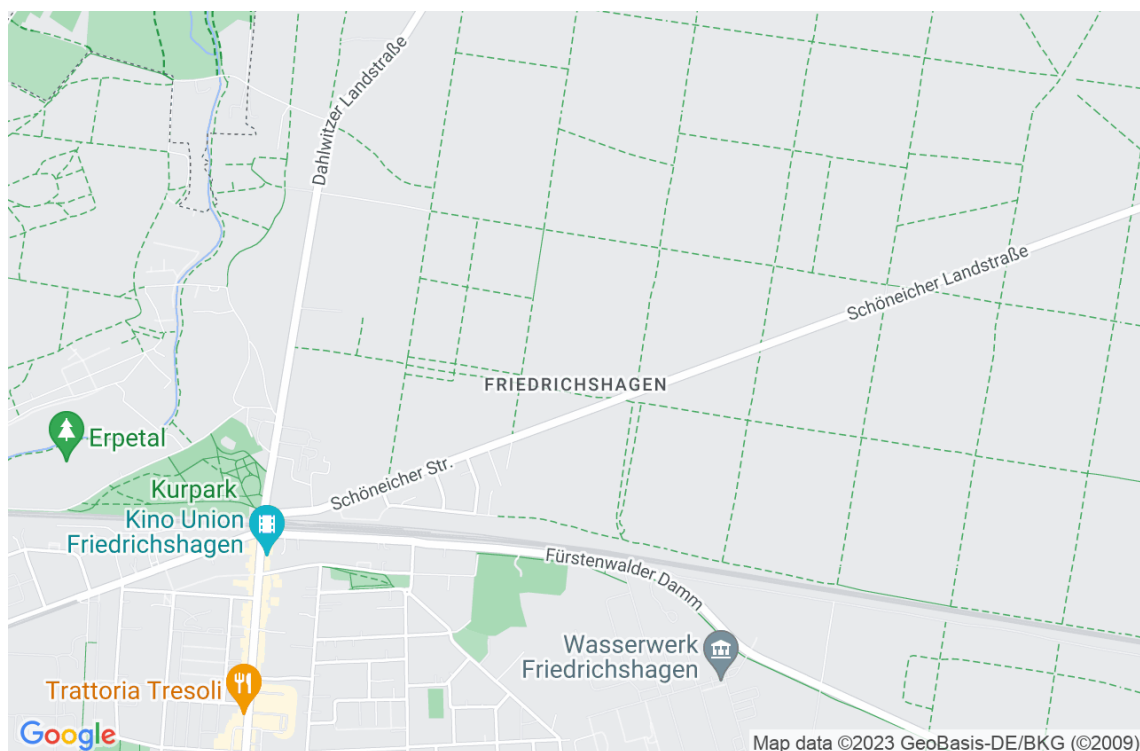 Dahlwitzer Landstraße
Schöneicher Landstraße
FRIEDRICHSHAGEN
Erpetal
Schöneicher Str.
Kurpark
Kino Union
Friedrichshagen
Fürstenwalder Damm
Wasserwerk
Friedrichshagen
Trattoria Tresoli
Google
Map data ©2023 GeoBasis-DE/BKG (©2009)